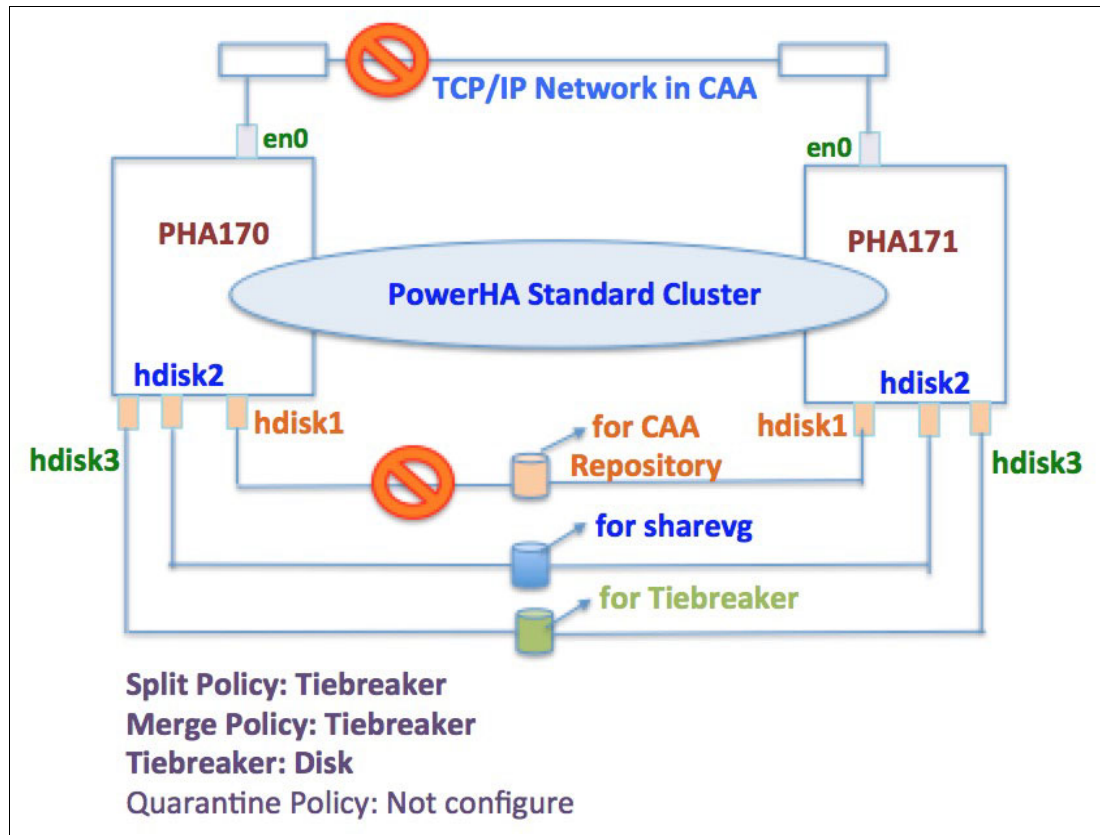 TCP/IP Network in CAA
en0
en0
PHA170
PHA171
PowerHA Standard Cluster
hdisk2
hdisk2
hdisk1
for CAA
Repository
hdisk1
hdisk3
hdisk3
for sharevg
for Tiebreaker
Split Policy: Tiebreaker
Merge Policy: Tiebreaker
Tiebreaker: Disk
Quarantine Policy: Not configure